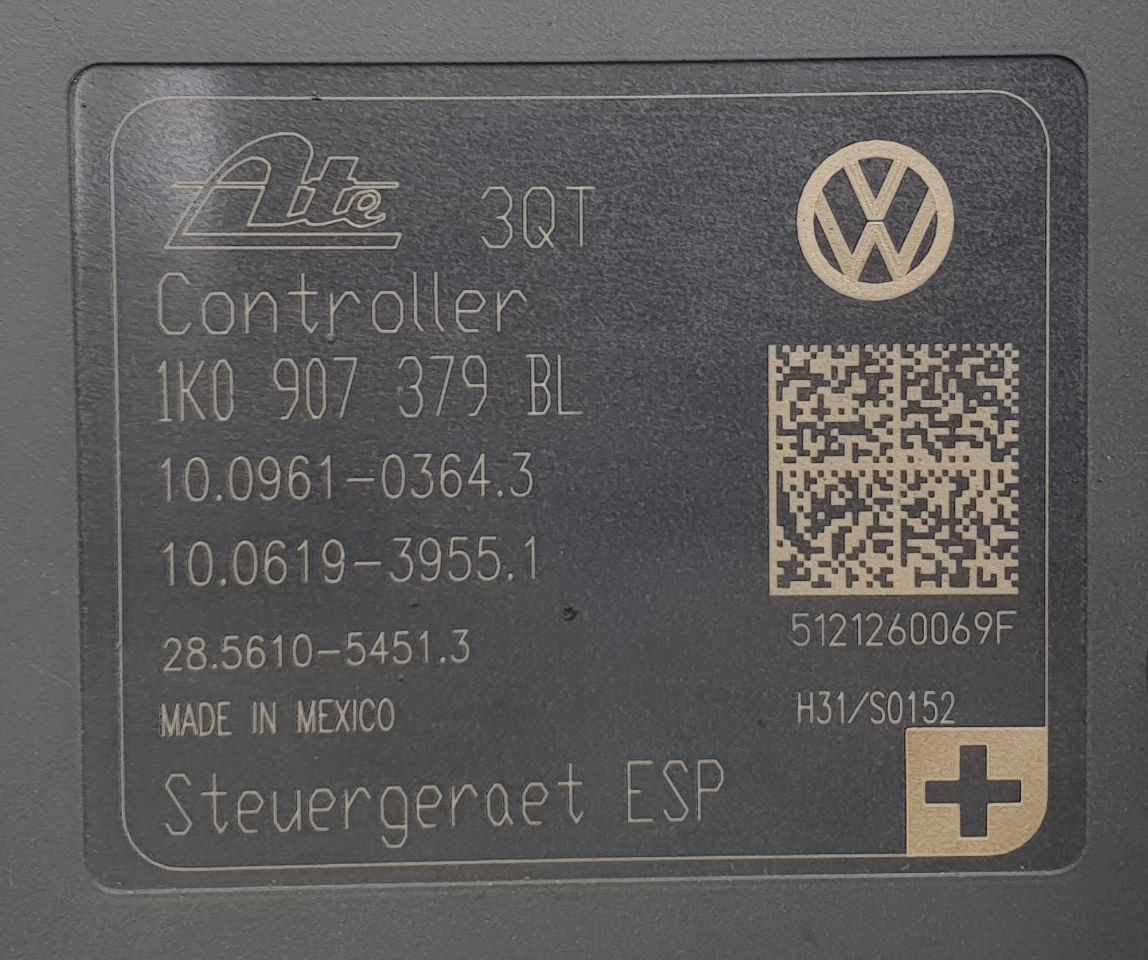 Ate 3QT
Controller
1K0 907 379 BL
10.0961-0364.3
10.0619-3955.1
28.5610-5451.3
MADE IN MEXICO
Steuergeraet ESP
VW
5121260069F
H31/S0152